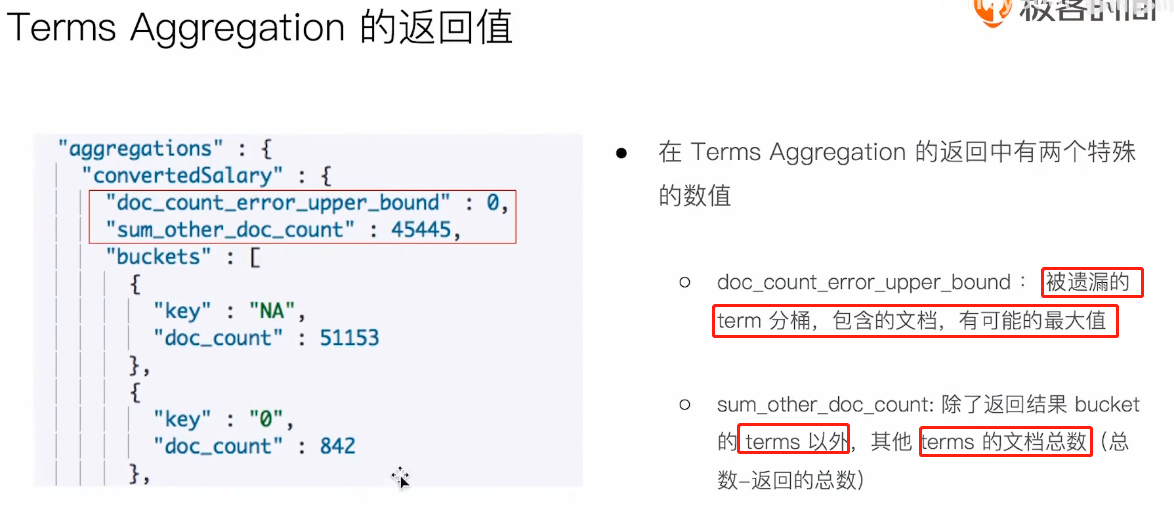 Terms Aggregation 的返回值
"aggregations" : {
"convertedSalary" : {
"doc_count_error_upper_bound" : 0,
"sum_other_doc_count" : 45445,
"buckets" : [
{
"key" : "NA",
"doc_count" : 51153
},
{
"key" : "0",
"doc_count" : 842
},
● 在 Terms Aggregation 的返回中有两个特殊
的数值
○ doc_count_error_upper_bound : 被遗漏的
term 分桶，包含的文档，有可能的最大值
○ sum_other_doc_count: 除了返回结果 bucket
的 terms 以外，其他 terms 的文档总数（总
数-返回的总数）